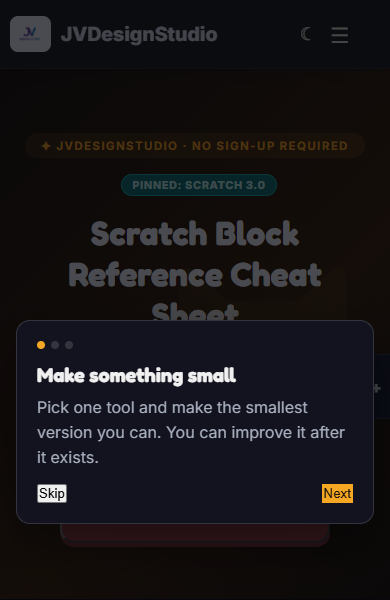 JV
JVDesignStudio
✦ JVDESIGNSTUDIO · NO SIGN-UP REQUIRED
PINNED: SCRATCH 3.0
Scratch Block
Reference Cheat
Sheet
Make something small
Pick one tool and make the smallest
version you can. You can improve it after
it exists.
Skip
Next